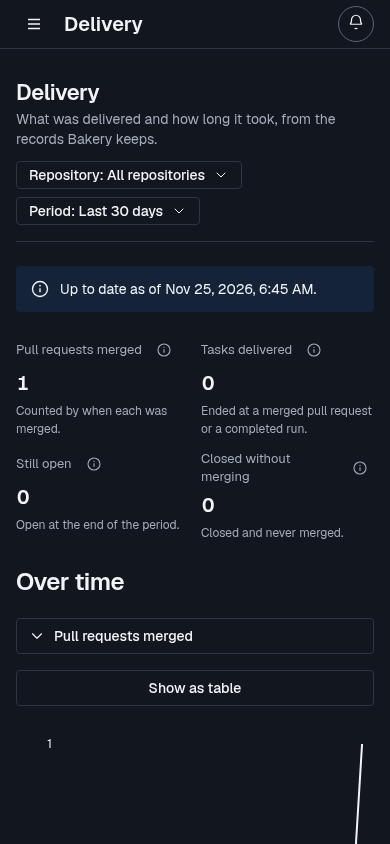 Delivery
Delivery
What was delivered and how long it took, from the
records Bakery keeps.
Repository: All repositories
Period: Last 30 days
Up to date as of Nov 25, 2026, 6:45 AM.
Pull requests merged
1
Counted by when each was
merged.
Tasks delivered
0
Ended at a merged pull request
or a completed run.
Still open
0
Open at the end of the period.
Closed without
merging
0
Closed and never merged.
Over time
Pull requests merged
Show as table
1